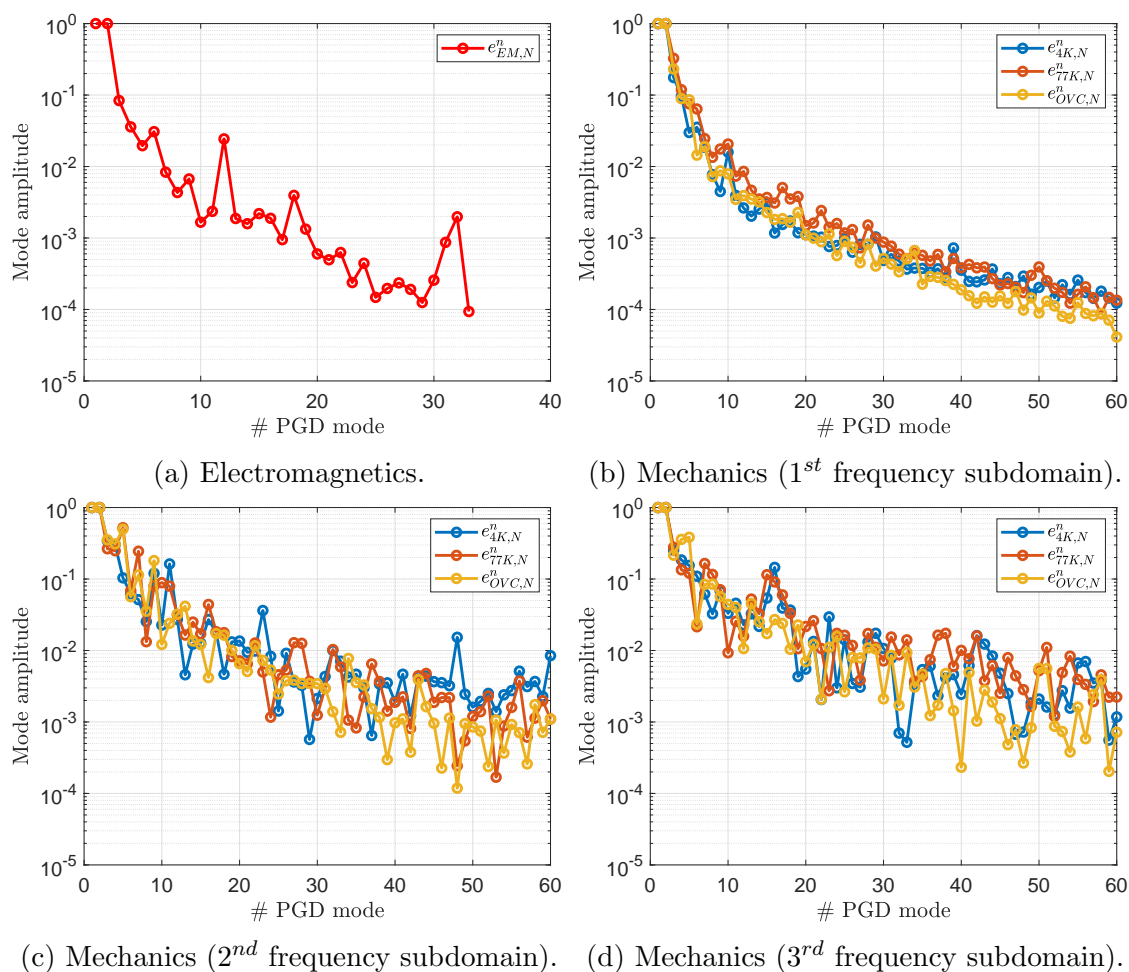 10^0
10^-1
10^-2
10^-3
10^-4
10^-5
Mode amplitude
0 10 20 30 40
# PGD mode
e^n_{EM,N}
(a) Electromagnetics.
10^0
10^-1
10^-2
10^-3
10^-4
10^-5
Mode amplitude
0 10 20 30 40 50 60
# PGD mode
e^n_{4K,N}
e^n_{77K,N}
e^n_{OVC,N}
(b) Mechanics (1^{st} frequency subdomain).
10^0
10^-1
10^-2
10^-3
10^-4
10^-5
Mode amplitude
0 10 20 30 40 50 60
# PGD mode
e^n_{4K,N}
e^n_{77K,N}
e^n_{OVC,N}
(c) Mechanics (2^{nd} frequency subdomain).
10^0
10^-1
10^-2
10^-3
10^-4
10^-5
Mode amplitude
0 10 20 30 40 50 60
# PGD mode
e^n_{4K,N}
e^n_{77K,N}
e^n_{OVC,N}
(d) Mechanics (3^{rd} frequency subdomain).